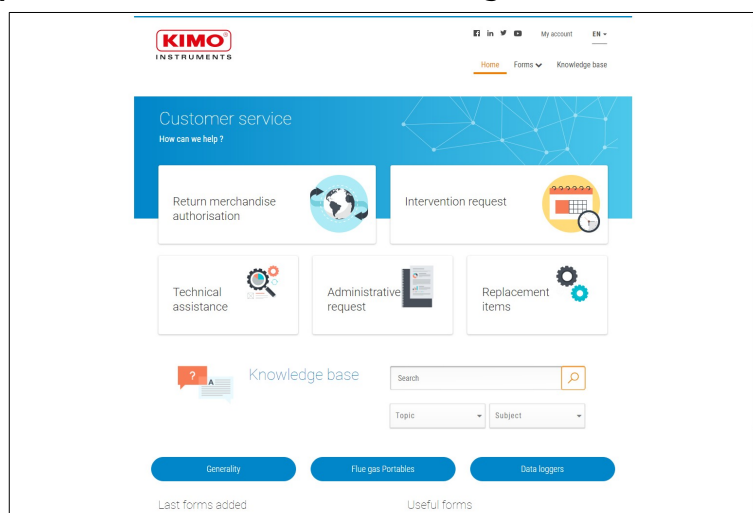 KIMO®
INSTRUMENTS
My account
EN
Home
Forms
Knowledge base
Customer service
How can we help ?
Return merchandise
authorisation
Intervention request
Technical
assistance
Administrative
request
Replacement
items
?
A
Knowledge base
Search
Topic
Subject
Generality
Flue gas Portables
Data loggers
Last forms added
Useful forms